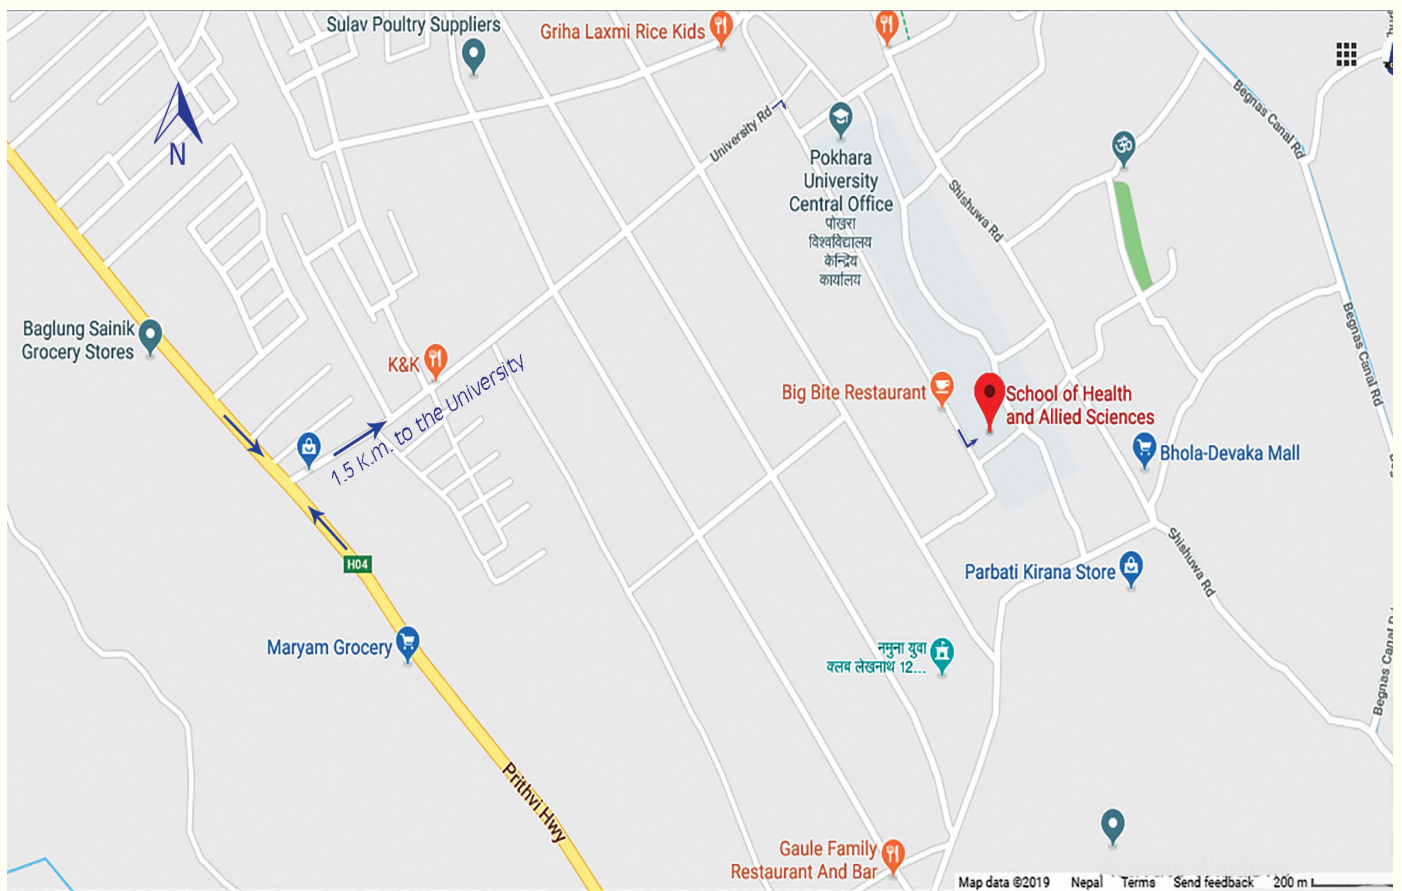 Sulav Poultry Suppliers
Griha Laxmi Rice Kids
N
University Rd
Pokhara
University
Central Office
पोखरा
विश्वविद्यालय
केन्द्रिय
कार्यालय
Shishuwa Rd
Begnas Canal Rd
Begnas Canal Rd
Baglung Sainik
Grocery Stores
K&K
1.5 K.m. to the University
Big Bite Restaurant
School of Health
and Allied Sciences
Bhola-Devaka Mall
H04
Parbati Kirana Store
Shishuwa Rd
Maryam Grocery
नमुना युवा
क्लब लेखनाथ 12...
Begnas Canal
Prithvi Hwy
Gaule Family
Restaurant And Bar
Map data ©2019 Nepal Terms Send feedback 200 m